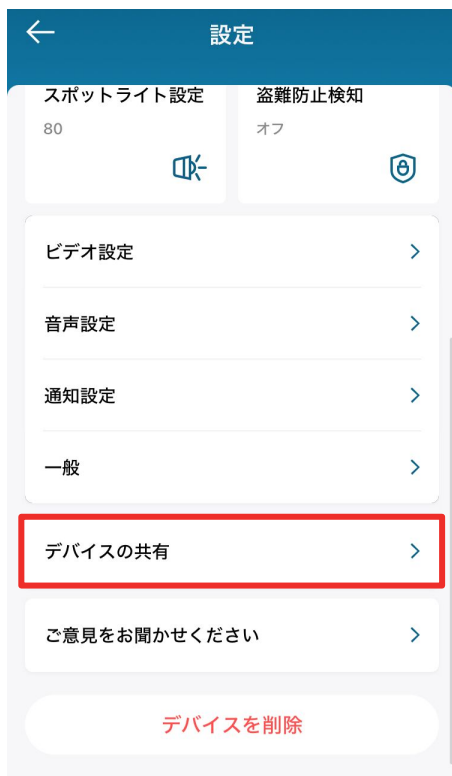 設定
スポットライト設定
80
盗難防止検知
オフ
ビデオ設定
音声設定
通知設定
一般
デバイスの共有
ご意見をお聞かせください
デバイスを削除